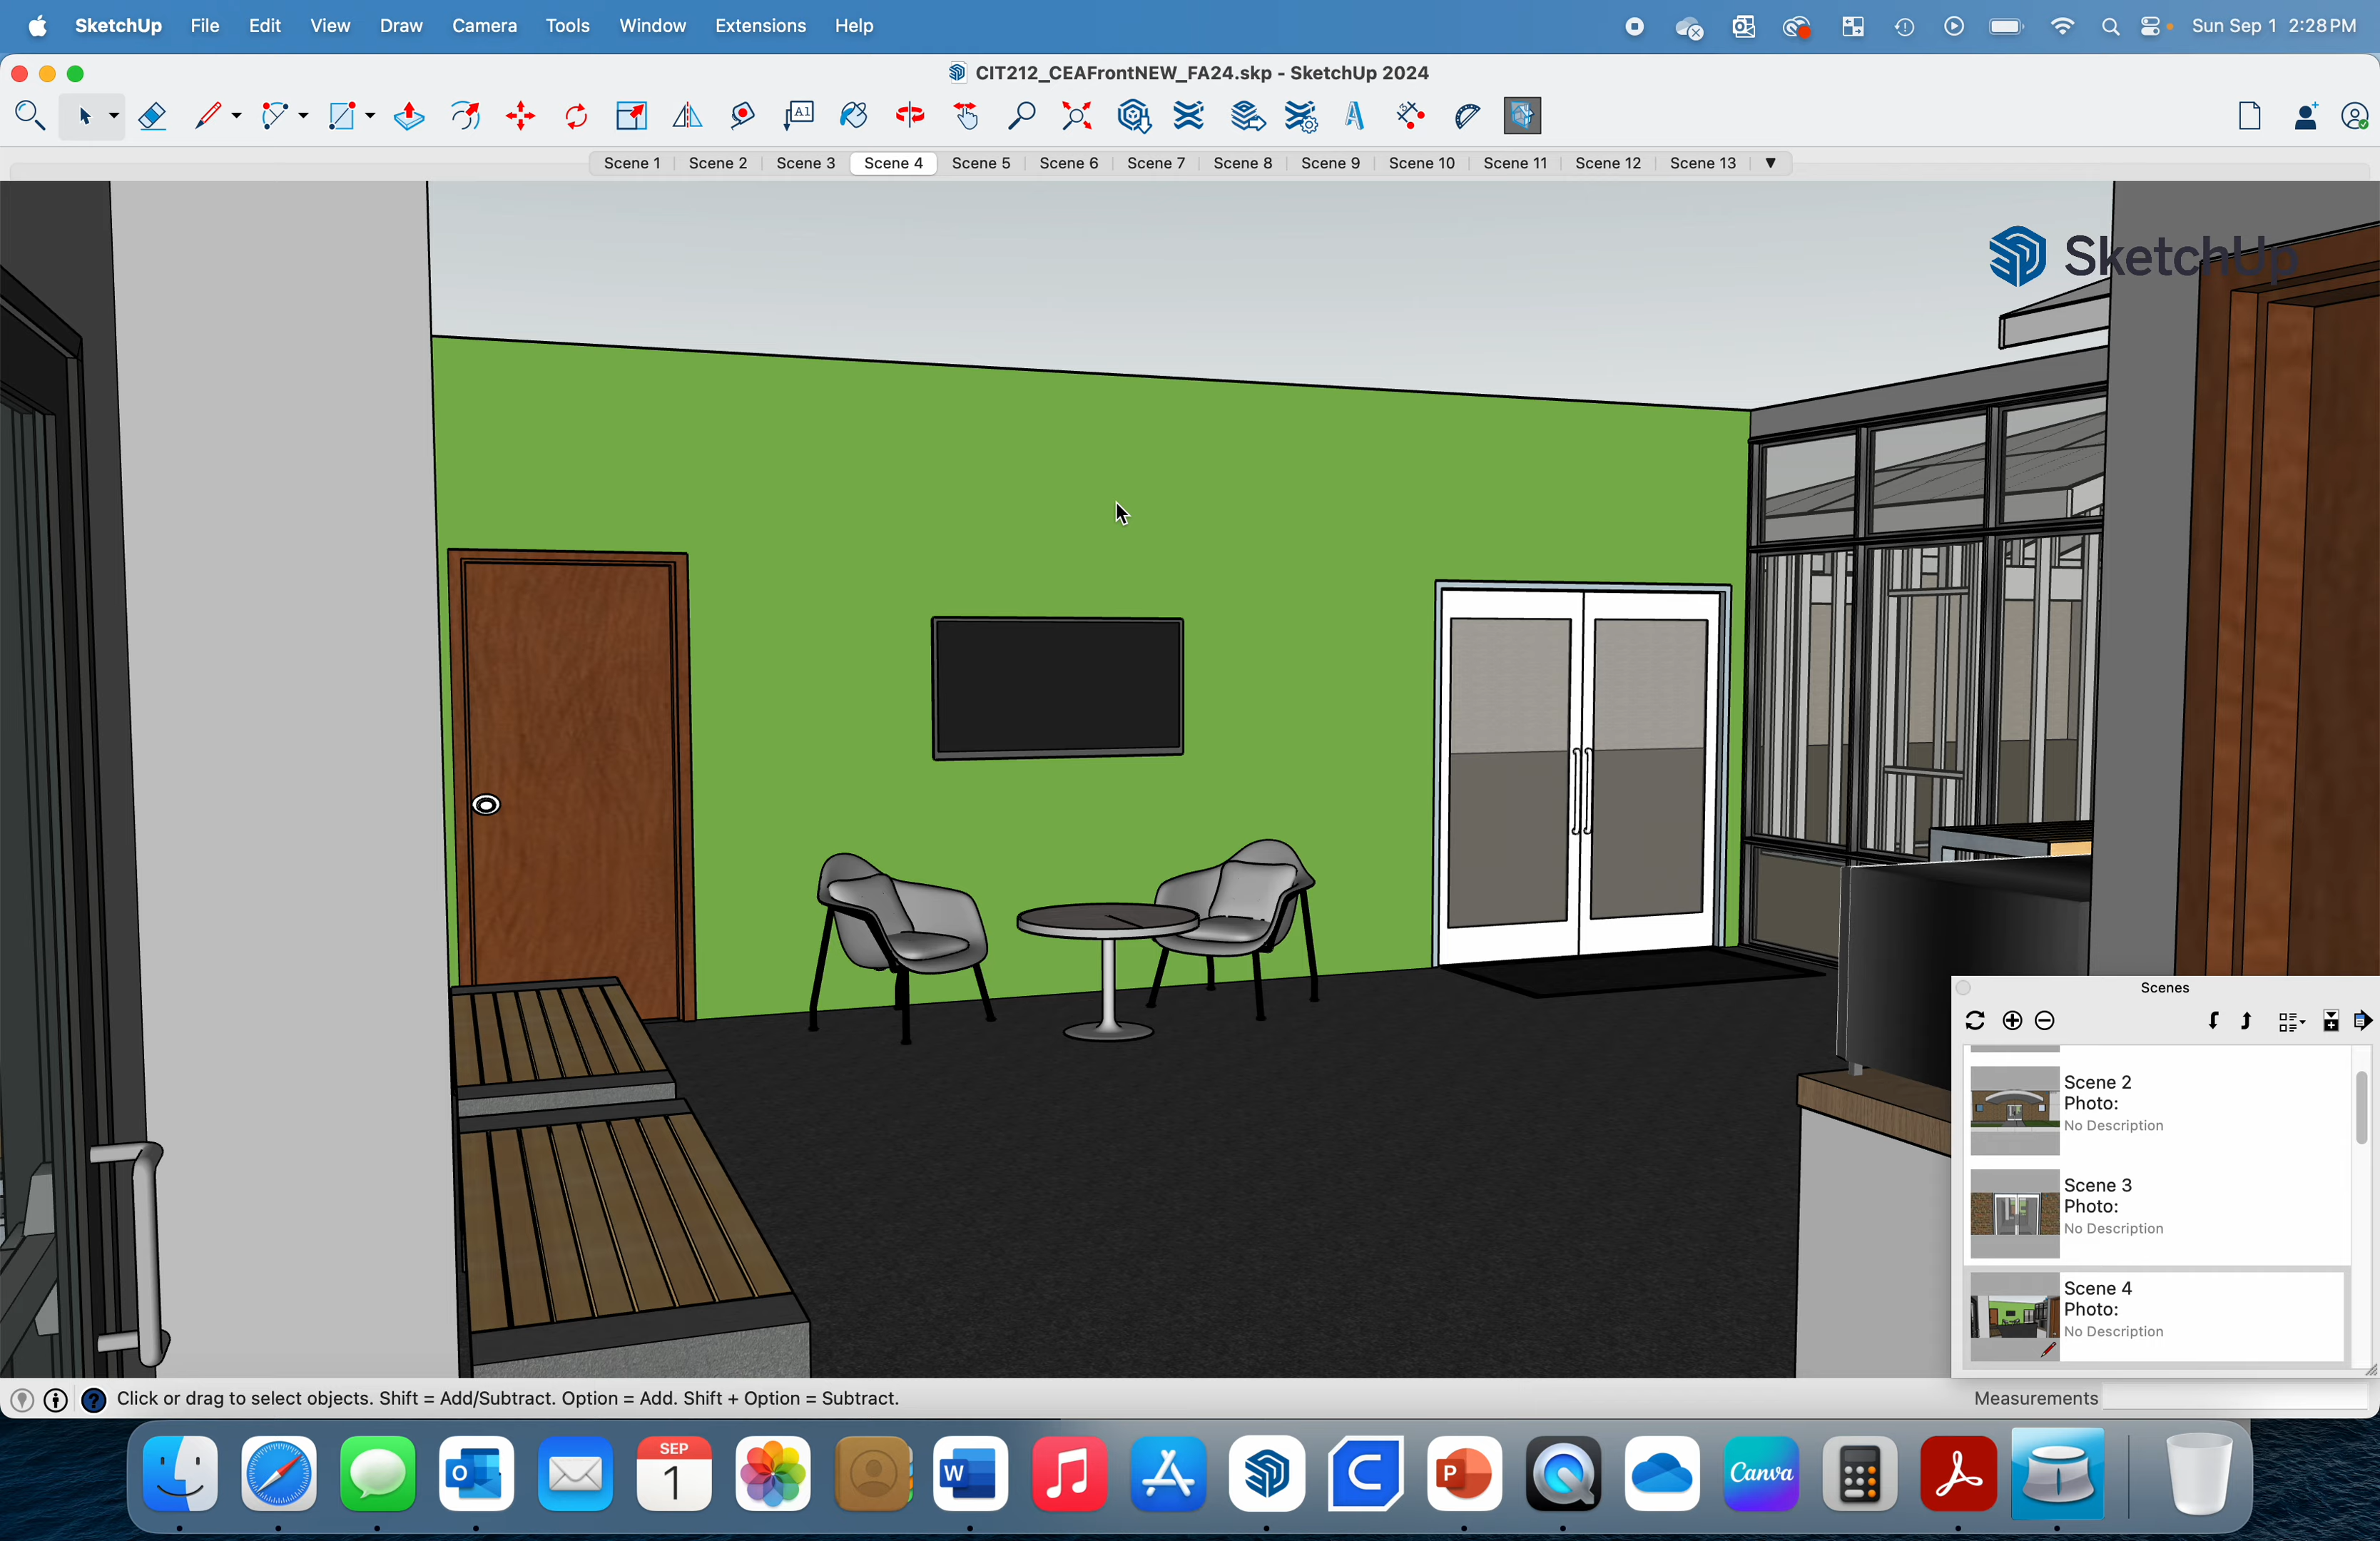 SketchUp File Edit View Draw Camera Tools Window Extensions Help Sun Sep 1 2:28 PM
CIT212_CEAFrontNEW_FA24.skp - SketchUp 2024
A1
Scene 1 Scene 2 Scene 3 Scene 4 Scene 5 Scene 6 Scene 7 Scene 8 Scene 9 Scene 10 Scene 11 Scene 12 Scene 13
SketchUp
Scenes
Scene 2
Photo:
No Description
Scene 3
Photo:
No Description
Scene 4
Photo:
No Description
Click or drag to select objects. Shift = Add/Subtract. Option = Add. Shift + Option = Subtract. Measurements
SEP
1
O
W
P
Canva